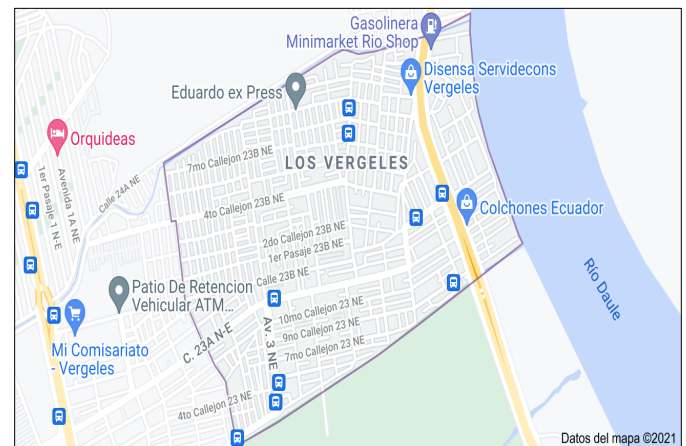 Gasolinera
Minimarket Rio Shop
Disensa Servidecons
Vergeles
Eduardo ex Press
Orquideas
LOS VERGELES
7mo Callejon 23B NE
Calle 24A NE
Avenida 1A NE
1er Pasaje 1 N-E
4to Callejon 23B NE
Colchones Ecuador
2do Callejon 23B NE
1er Pasaje 23B NE
Calle 23B NE
Río Daule
Patio De Retencion
Vehicular ATM...
C. 23A N-E
Av. 3 NE
10mo Callejon 23 NE
9no Callejon 23 NE
7mo Callejon 23 NE
Mi Comisariato
- Vergeles
4to Callejon 23 NE
Datos del mapa ©2021